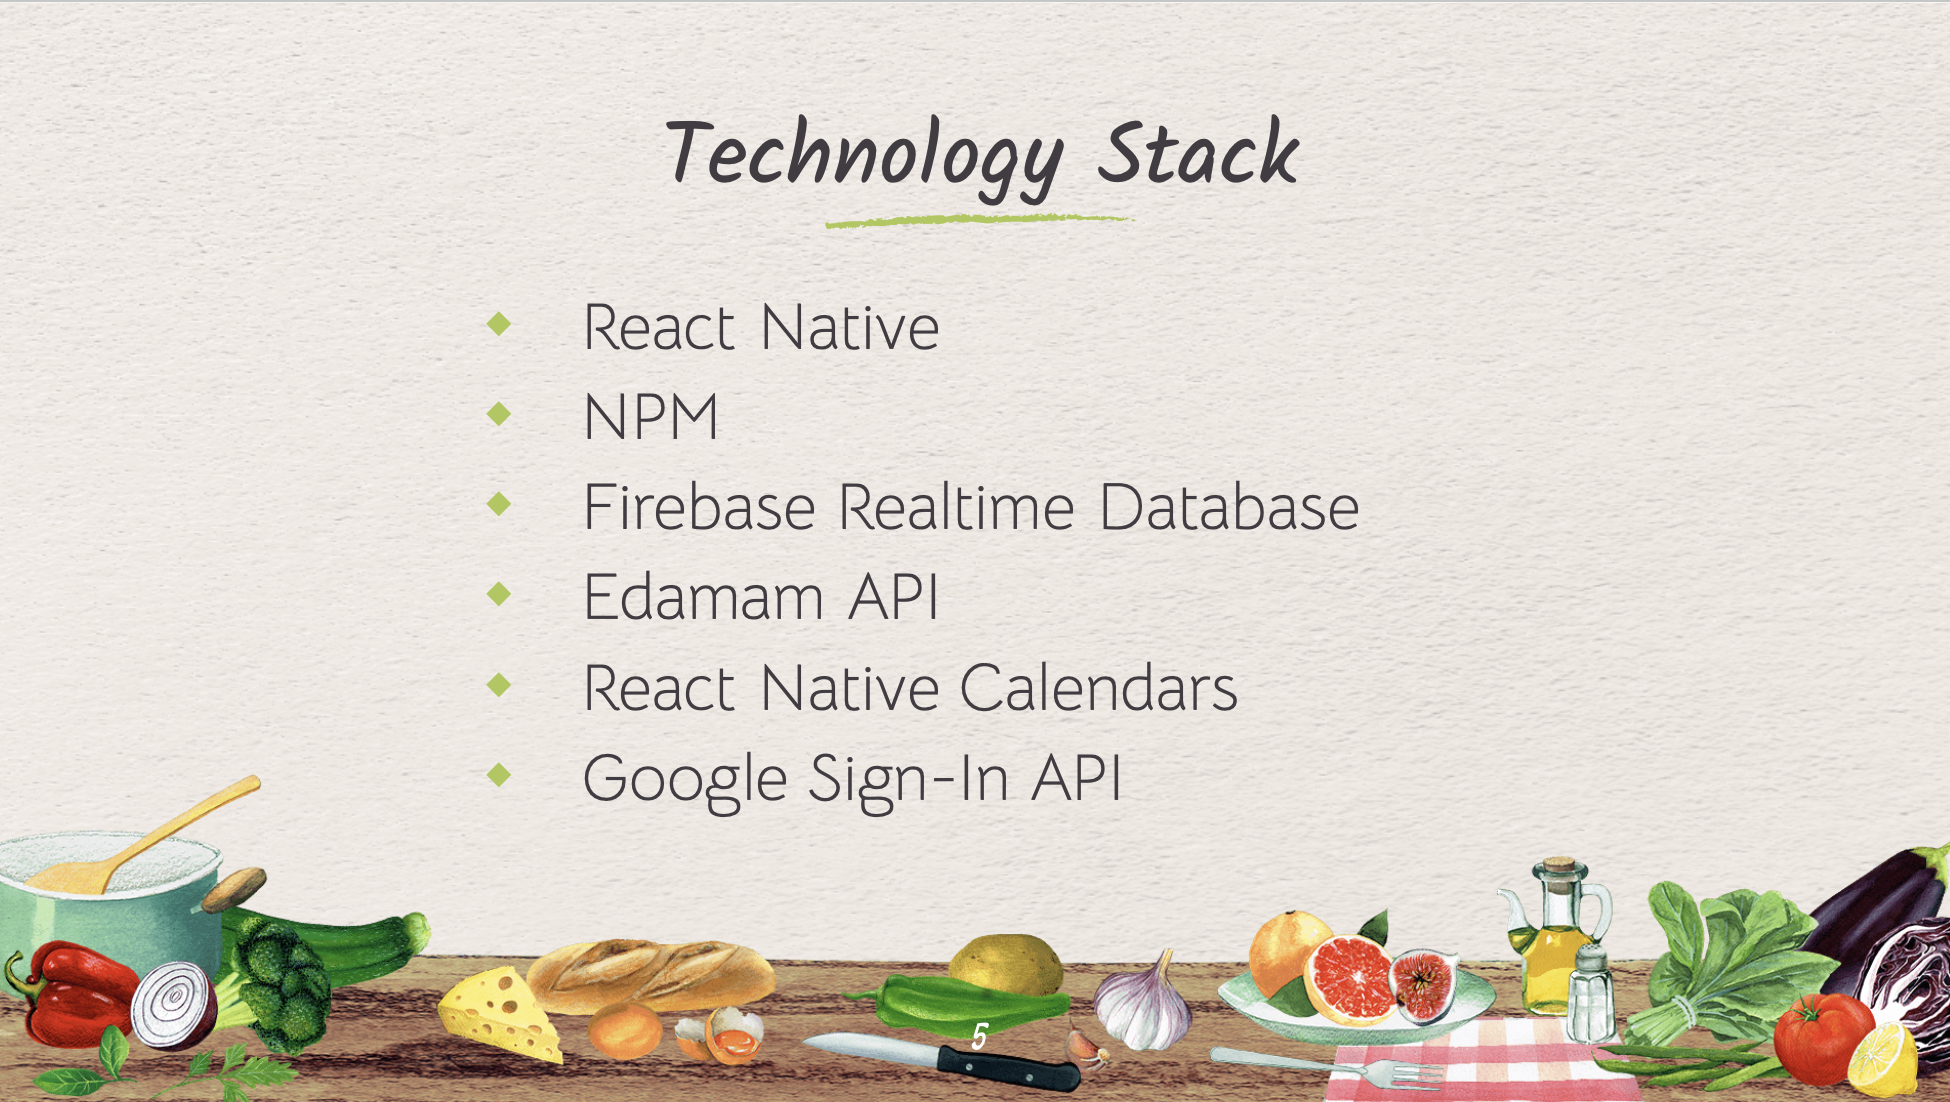 Technology Stack
React Native
NPM
Firebase Realtime Database
Edamam API
React Native Calendars
Google Sign-In API
5